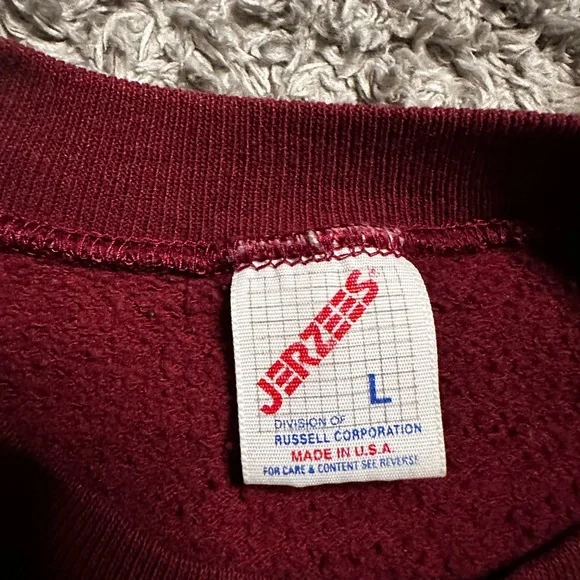 JERZEES
L
DIVISION OF
RUSSELL CORPORATION
MADE IN U.S.A.
FOR CARE & CONTENT SEE REVERSE